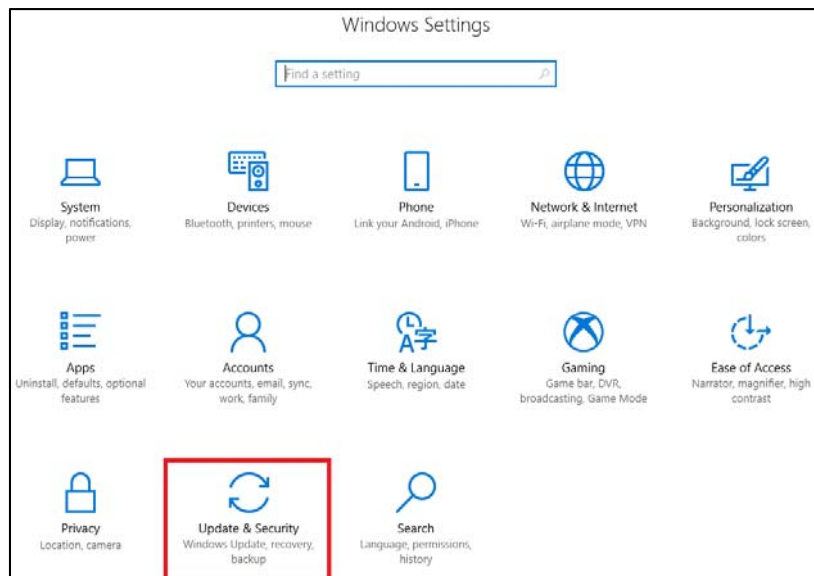 Windows Settings
Find a setting
System
Display, notifications,
power
Devices
Bluetooth, printers, mouse
Phone
Link your Android, iPhone
Network & Internet
Wi-Fi, airplane mode, VPN
Personalization
Background, lock screen,
colors
Apps
Uninstall, defaults, optional
features
Accounts
Your accounts, email, sync,
work, family
A字
Time & Language
Speech, region, date
Gaming
Game bar, DVR,
broadcasting, Game Mode
Ease of Access
Narrator, magnifier, high
contrast
Privacy
Location, camera
Update & Security
Windows Update, recovery,
backup
Search
Language, permissions,
history